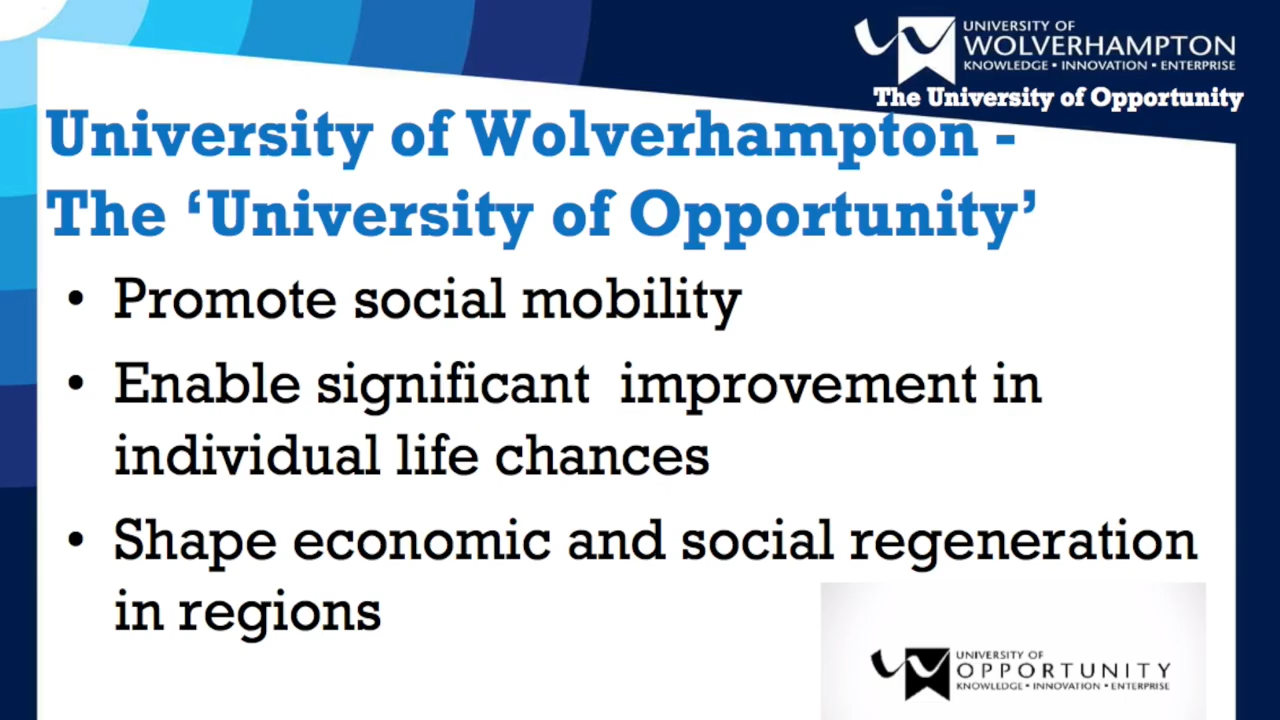 UNIVERSITY OF
WOLVERHAMPTON
KNOWLEDGE • INNOVATION • ENTERPRISE
The University of Opportunity
University of Wolverhampton -
The ‘University of Opportunity’
• Promote social mobility
• Enable significant  improvement in
individual life chances
• Shape economic and social regeneration
in regions
UNIVERSITY OF
OPPORTUNITY
KNOWLEDGE • INNOVATION • ENTERPRISE